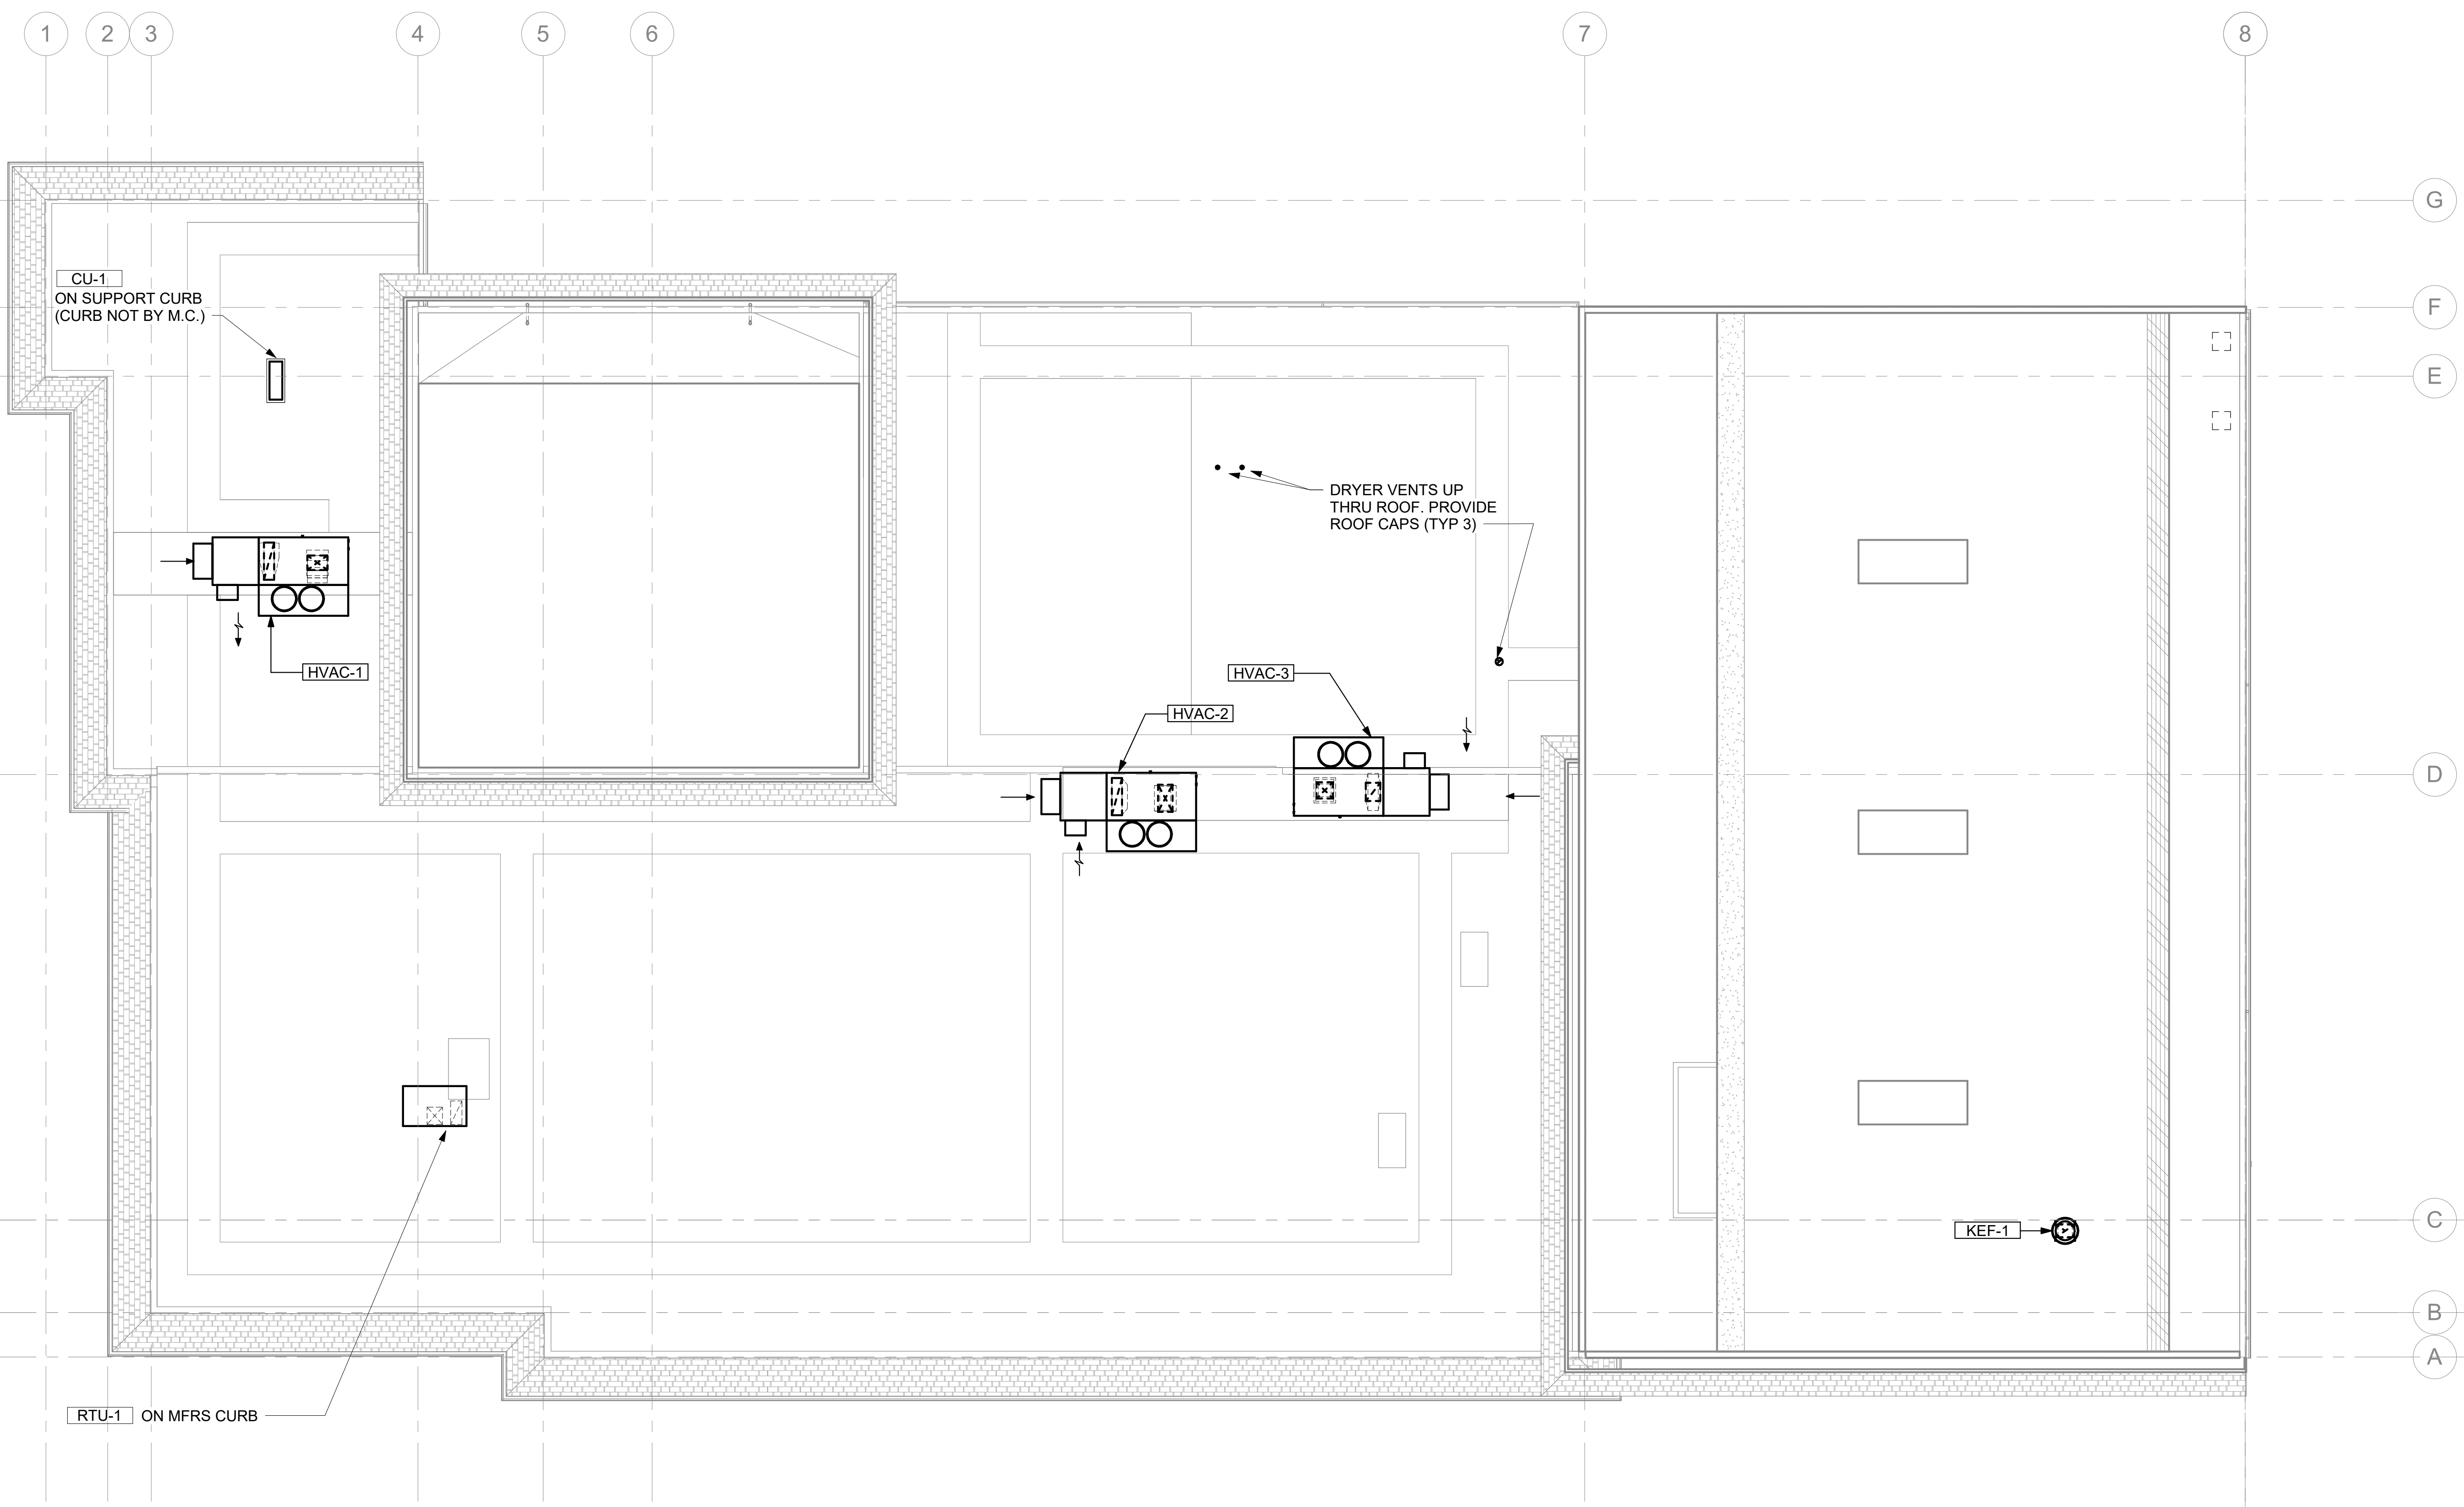 1
2
3
4
5
6
7
8
G
F
E
D
C
B
A
CU-1
ON SUPPORT CURB
(CURB NOT BY M.C.)
DRYER VENTS UP
THRU ROOF. PROVIDE
ROOF CAPS (TYP 3)
HVAC-1
HVAC-3
HVAC-2
KEF-1
RTU-1 ON MFRS CURB